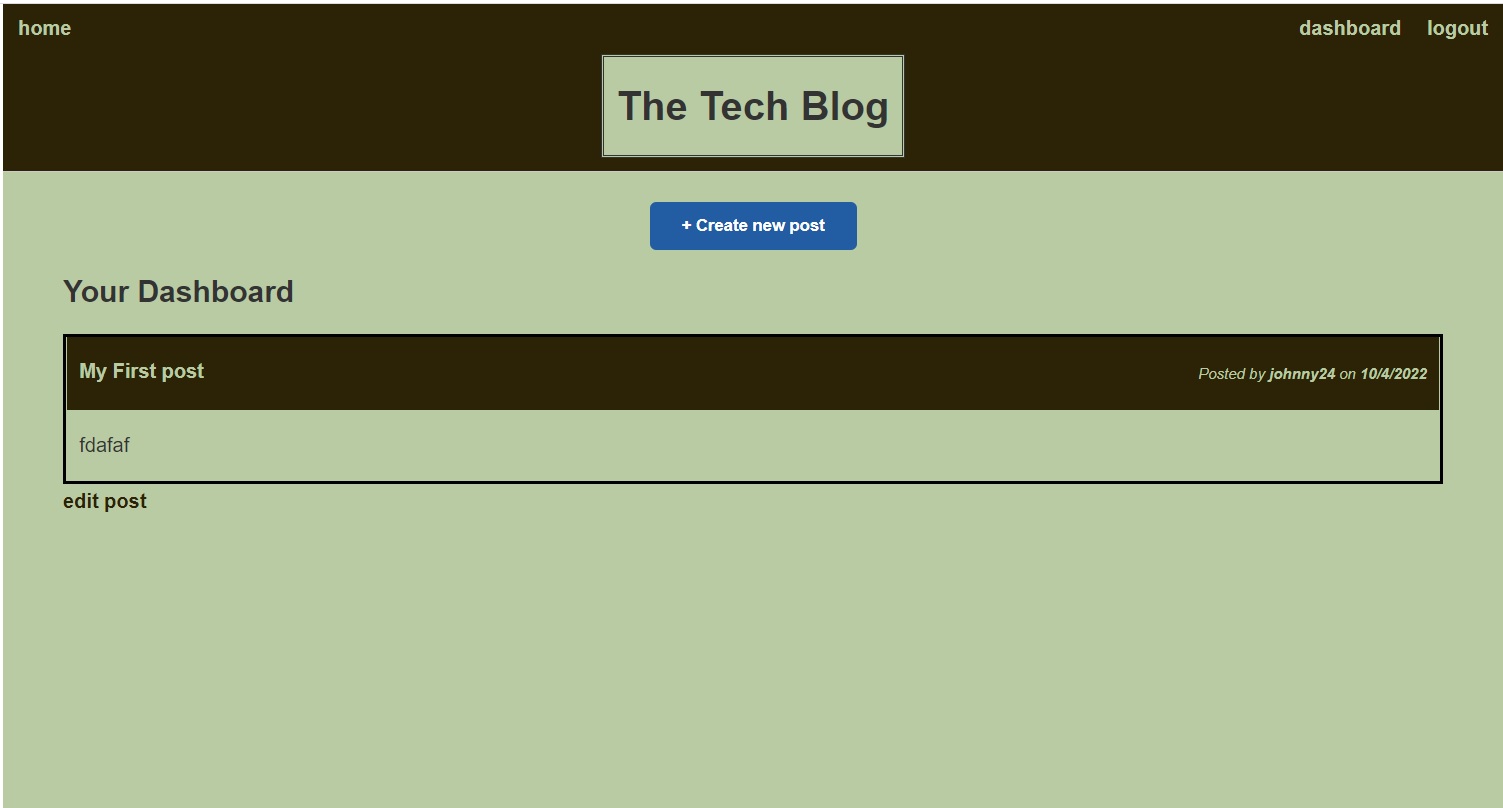 home dashboard logout
The Tech Blog
+ Create new post
Your Dashboard
My First post Posted by johnny24 on 10/4/2022
fdafaf
edit post